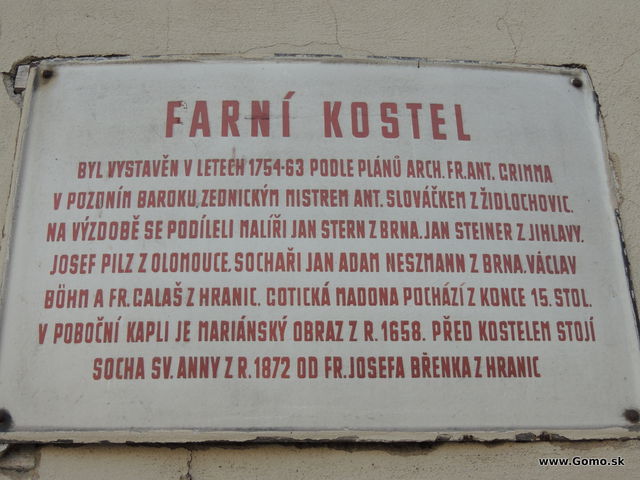 FARNÍ KOSTEL
BYL VYSTAVĚN V LETECH 1754-63 PODLE PLÁNŮ ARCH. FR. ANT. GRIMMA
V POZDNÍM BAROKU, ZEDNICKÝM MISTREM ANT. SLOVÁČKEM Z ŽIDLOCHOVIC.
NA VÝZDOBĚ SE PODÍLELI MALÍŘI JAN STERN Z BRNA, JAN STEINER Z JIHLAVY,
JOSEF PILZ Z OLOMOUCE, SOCHAŘI JAN ADAM NESZMANN Z BRNA, VÁCLAV
BÖHM A FR. GALAŠ Z HRANIC. GOTICKÁ MADONA POCHÁZÍ Z KONCE 15. STOL.
V POBOČNÍ KAPLI JE MARIÁNSKÝ OBRAZ Z R. 1658. PŘED KOSTELEM STOJÍ
SOCHA SV. ANNY Z R. 1872 OD FR. JOSEFA BŘENKA Z HRANIC
www.Gomo.sk